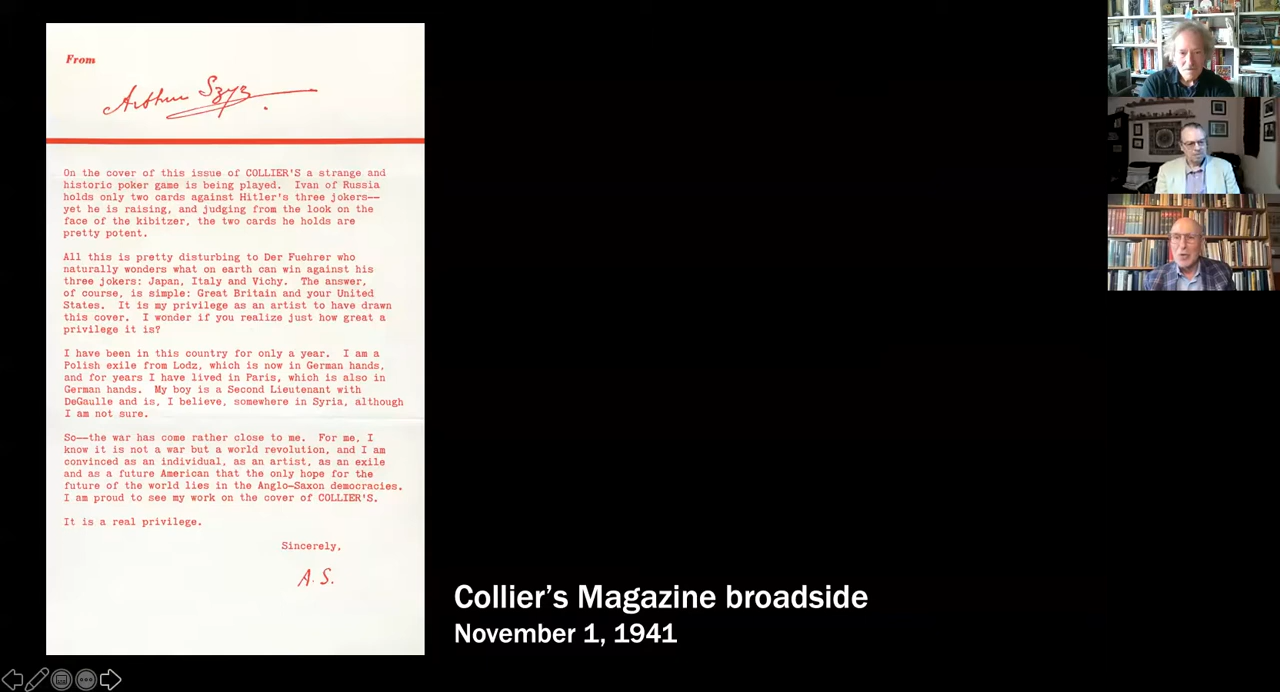 From
Arthur Szyk
On the cover of this issue of COLLIER'S a strange and
historic poker game is being played. Ivan of Russia
holds only two cards against Hitler's three jokers--
yet he is raising, and judging from the look on the
face of the kibitzer, the two cards he holds are
pretty potent.
All this is pretty disturbing to Der Fuehrer who
naturally wonders what on earth can win against his
three jokers: Japan, Italy and Vichy. The answer,
of course, is simple: Great Britain and your United
States. It is my privilege as an artist to have drawn
this cover. I wonder if you realize just how great a
privilege it is?
I have been in this country for only a year. I am a
Polish exile from Lodz, which is now in German hands,
and for years I have lived in Paris, which is also in
German hands. My boy is a Second Lieutenant with
DeGaulle and is, I believe, somewhere in Syria, although
I am not sure.
So--the war has come rather close to me. For me, I
know it is not a war but a world revolution, and I am
convinced as an individual, as an artist, as an exile
and as a future American that the only hope for the
future of the world lies in the Anglo-Saxon democracies.
I am proud to see my work on the cover of COLLIER'S.
It is a real privilege.
Sincerely,
A. S.
Collier's Magazine broadside
November 1, 1941